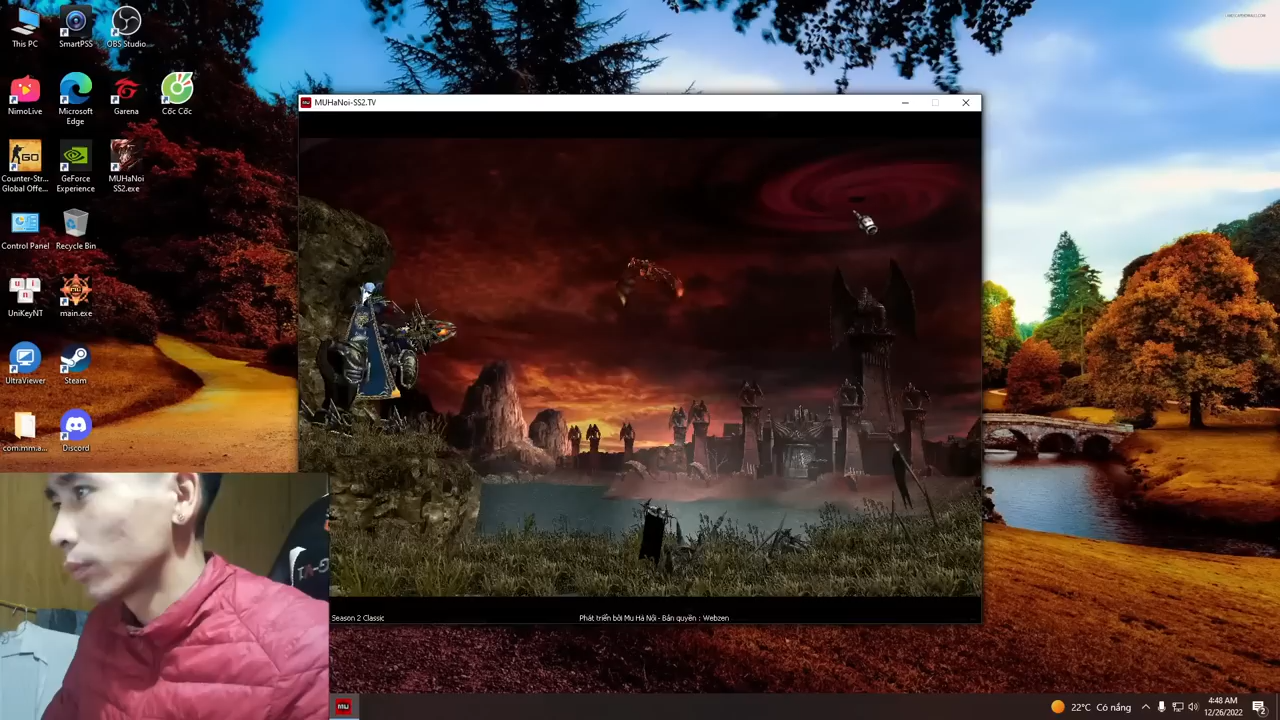 This PC
SmartPSS
OBS Studio...
NimoLive
Microsoft
Edge
Garena
Cốc Cốc
Counter-Str...
Global Offe...
GeForce
Experience
MUHaNoi
SS2.exe
Control Panel
Recycle Bin
UniKeyNT
main.exe
UltraViewer
Steam
com.mm.a...
Discord
MUHaNoi-SS2.TV
Season 2 Classic
Phát triển bởi Mu Hà Nội - Bản quyền : Webzen
22°C Có nắng
4:48 AM
12/26/2022
2